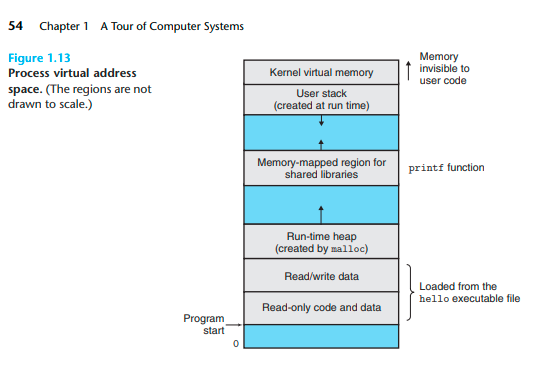 54 Chapter 1 A Tour of Computer Systems
Figure 1.13
Process virtual address
space. (The regions are not
drawn to scale.)
Kernel virtual memory
Memory
invisible to
user code
User stack
(created at run time)
Memory-mapped region for
shared libraries
printf function
Run-time heap
(created by malloc)
Read/write data
Read-only code and data
Loaded from the
hello executable file
Program
start
0